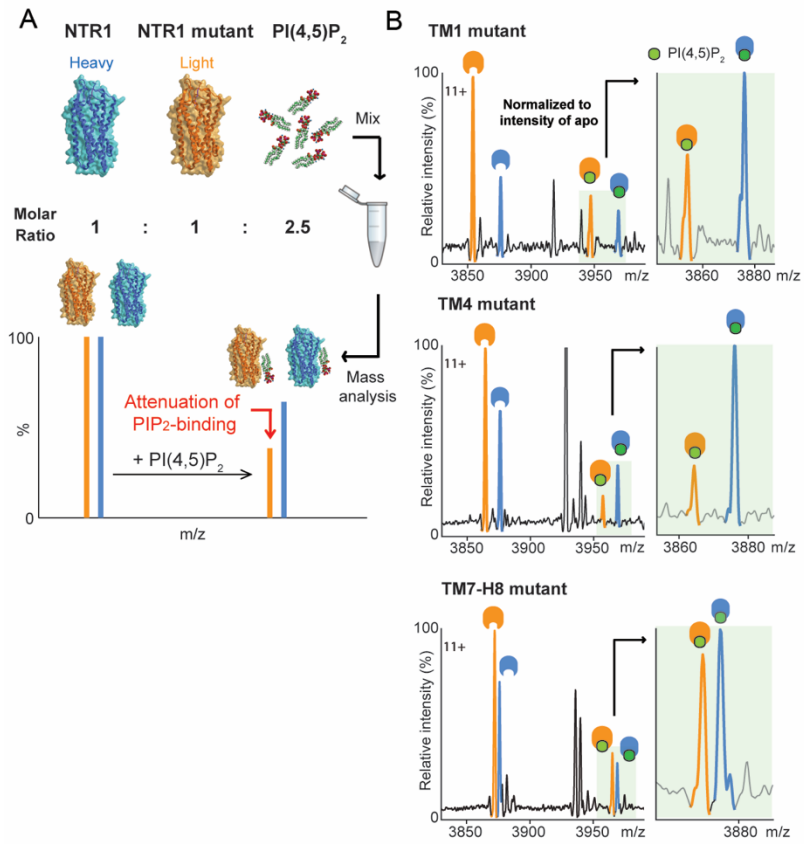 A
NTR1 NTR1 mutant PI(4,5)P2
Heavy Light
Mix
Molar
Ratio 1 : 1 : 2.5
Mass
analysis
100
Attenuation of
PIP2-binding
%
+ PI(4,5)P2
0
m/z
B
TM1 mutant
PI(4,5)P2
100
11+
Normalized to
intensity of apo
Relative intensity (%)
0
3850 3900 3950 m/z
3860 3880 m/z
TM4 mutant
100
11+
Relative intensity (%)
0
3850 3900 3950 m/z
3860 3880 m/z
TM7-H8 mutant
100
11+
Relative intensity (%)
0
3850 3900 3950 m/z
3880 m/z